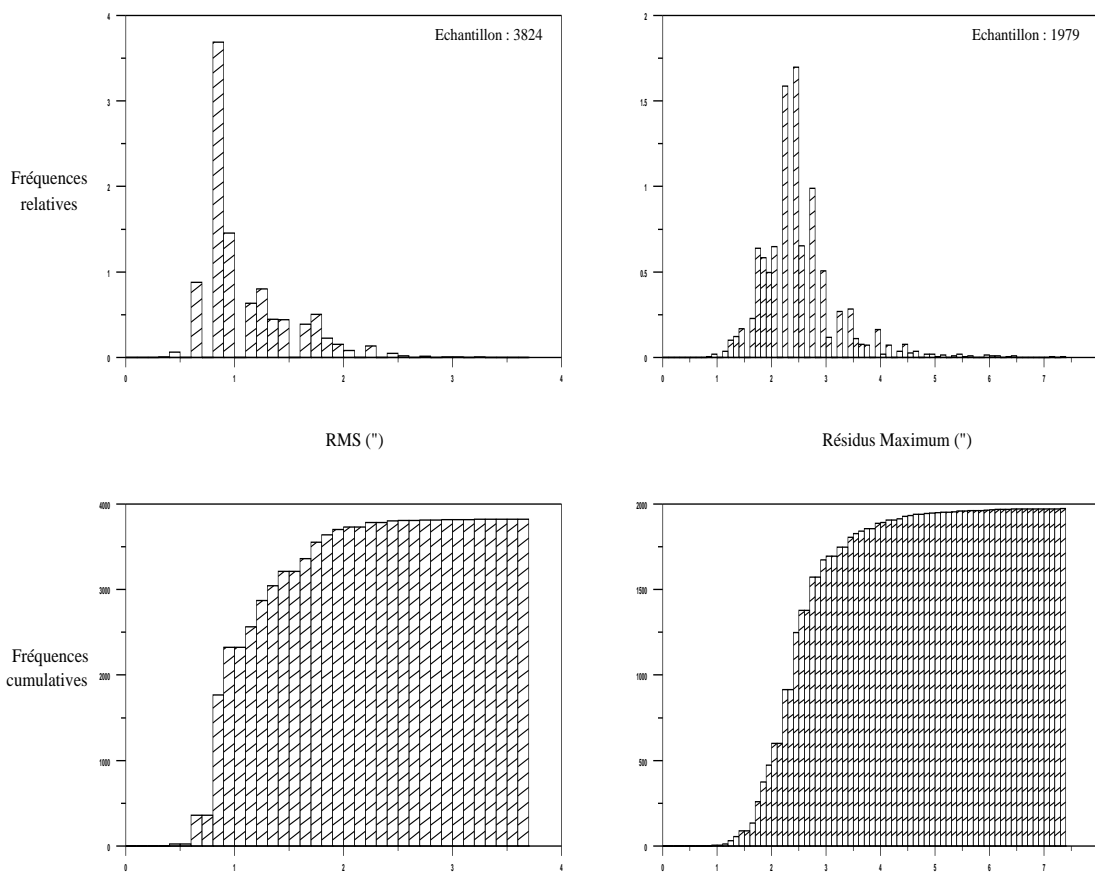 4
3
2
1
0
0 1 2 3 4
Echantillon : 3824
Fréquences
relatives
RMS (")
2
1.5
1
0.5
0
0 1 2 3 4 5 6 7
Echantillon : 1979
Résidus Maximum (")
4000
3000
2000
1000
0
0 1 2 3 4
Fréquences
cumulatives
2000
1500
1000
500
0
0 1 2 3 4 5 6 7